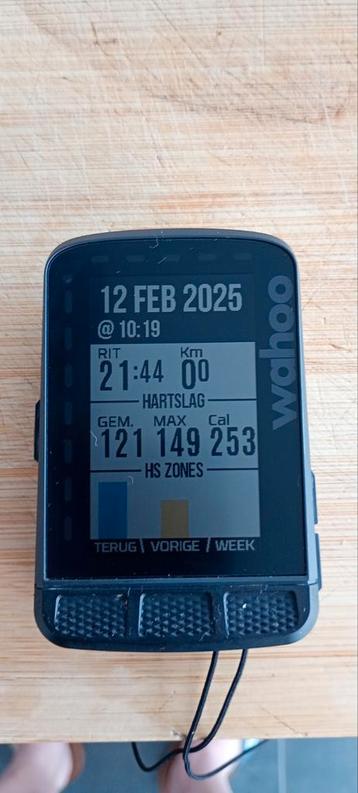 12 FEB 2025
@ 10:19
RIT Km
21:44 00
HARTSLAG
GEM. MAX Cal
121 149 253
HS ZONES
TERUG VORIGE WEEK
wahoo